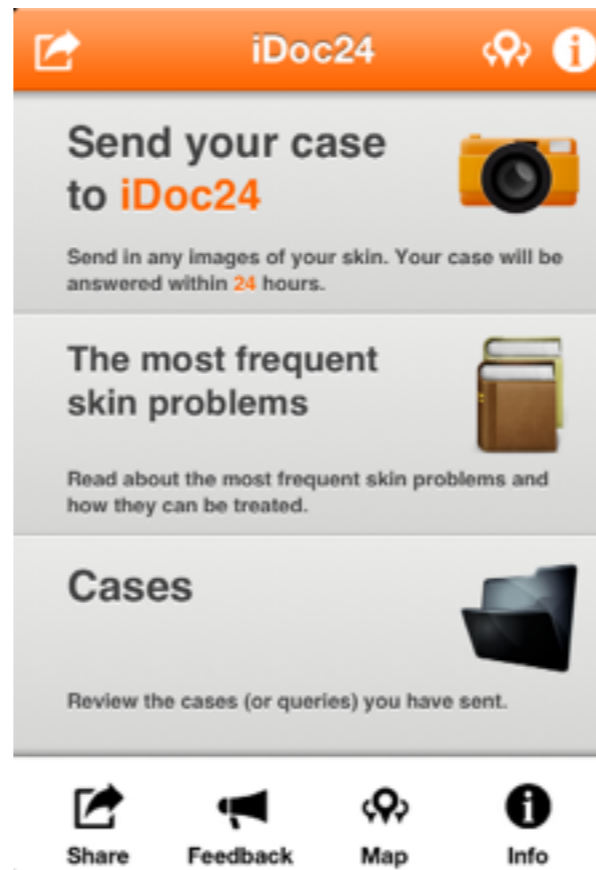 iDoc24
Send your case
to iDoc24
Send in any images of your skin. Your case will be
answered within 24 hours.
The most frequent
skin problems
Read about the most frequent skin problems and
how they can be treated.
Cases
Review the cases (or queries) you have sent.
Share Feedback Map Info